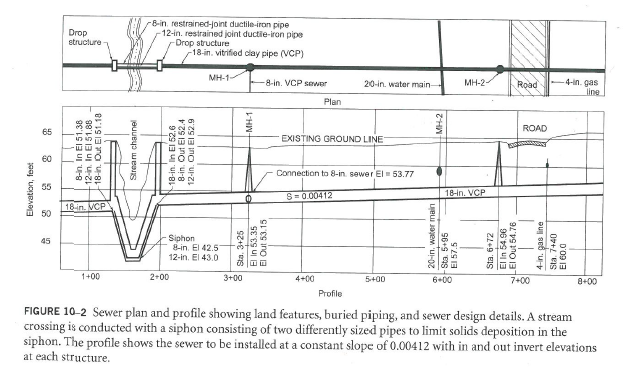 8-in. restrained-joint ductile-iron pipe
12-in. restrained joint ductile-iron pipe
Drop structure
Drop structure
18-in. vitrified clay pipe (VCP)
MH-1
8-in. VCP sewer
20-in. water main
MH-2
Road
4-in. gas line
Plan
Elevation, feet
65
60
55
50
45
8-in. In El 51.38
12-in. In El 51.86
18-in. Out El 51.18
Stream channel
18-in. In El 52.6
8-in. Out El 52.4
12-in. Out El 52.9
MH-1
EXISTING GROUND LINE
MH-2
ROAD
Connection to 8-in. sewer El = 53.77
S = 0.00412
18-in. VCP
18-in. VCP
Siphon
8-in. El 42.5
12-in. El 43.0
Sta. 3+25
El In 53.35
El Out 53.15
20-in. water main
Sta. 5+95
El 57.5
Sta. 6+72
El In 54.96
El Out 54.76
4-in. gas line
Sta. 7+40
El 60.0
1+00
2+00
3+00
4+00
5+00
6+00
7+00
8+00
Profile
FIGURE 10–2 Sewer plan and profile showing land features, buried piping, and sewer design details. A stream
crossing is conducted with a siphon consisting of two differently sized pipes to limit solids deposition in the
siphon. The profile shows the sewer to be installed at a constant slope of 0.00412 with in and out invert elevations
at each structure.